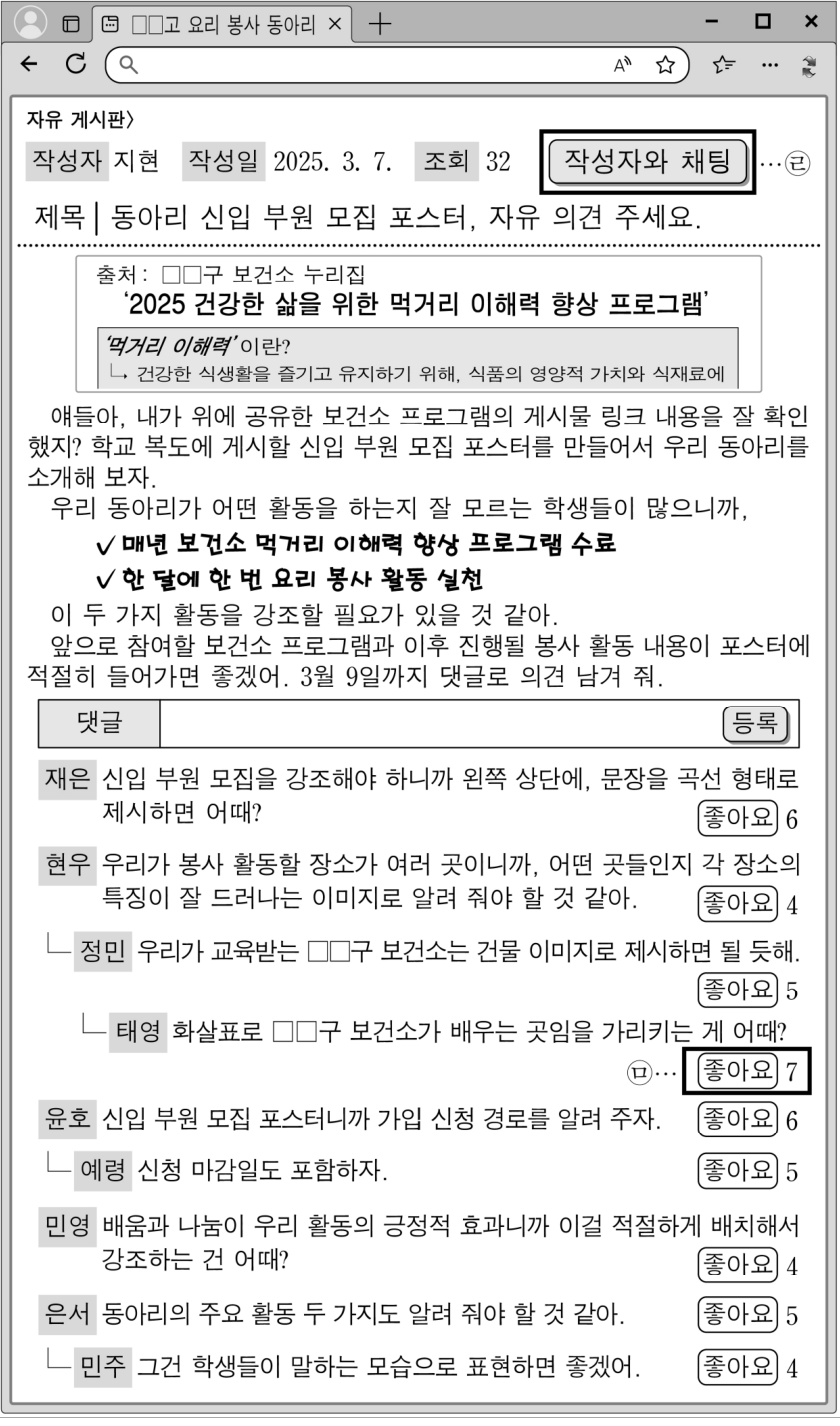 □□고 요리 봉사 동아리
자유 게시판〉
작성자 지현 작성일 2025. 3. 7. 조회 32 작성자와 채팅 …㉣
제목 | 동아리 신입 부원 모집 포스터, 자유 의견 주세요.
출처: □□구 보건소 누리집
‘2025 건강한 삶을 위한 먹거리 이해력 향상 프로그램’
‘먹거리 이해력’이란?
↳ 건강한 식생활을 즐기고 유지하기 위해, 식품의 영양적 가치와 식재료에
얘들아, 내가 위에 공유한 보건소 프로그램의 게시물 링크 내용을 잘 확인
했지? 학교 복도에 게시할 신입 부원 모집 포스터를 만들어서 우리 동아리를
소개해 보자.
우리 동아리가 어떤 활동을 하는지 잘 모르는 학생들이 많으니까,
✓ 매년 보건소 먹거리 이해력 향상 프로그램 수료
✓ 한 달에 한 번 요리 봉사 활동 실천
이 두 가지 활동을 강조할 필요가 있을 것 같아.
앞으로 참여할 보건소 프로그램과 이후 진행될 봉사 활동 내용이 포스터에
적절히 들어가면 좋겠어. 3월 9일까지 댓글로 의견 남겨 줘.
댓글 등록
재은 신입 부원 모집을 강조해야 하니까 왼쪽 상단에, 문장을 곡선 형태로
제시하면 어때? 좋아요 6
현우 우리가 봉사 활동할 장소가 여러 곳이니까, 어떤 곳들인지 각 장소의
특징이 잘 드러나는 이미지로 알려 줘야 할 것 같아. 좋아요 4
정민 우리가 교육받는 □□구 보건소는 건물 이미지로 제시하면 될 듯해.
좋아요 5
태영 화살표로 □□구 보건소가 배우는 곳임을 가리키는 게 어때?
㉤… 좋아요 7
윤호 신입 부원 모집 포스터니까 가입 신청 경로를 알려 주자. 좋아요 6
예령 신청 마감일도 포함하자. 좋아요 5
민영 배움과 나눔이 우리 활동의 긍정적 효과니까 이걸 적절하게 배치해서
강조하는 건 어때? 좋아요 4
은서 동아리의 주요 활동 두 가지도 알려 줘야 할 것 같아. 좋아요 5
민주 그건 학생들이 말하는 모습으로 표현하면 좋겠어. 좋아요 4